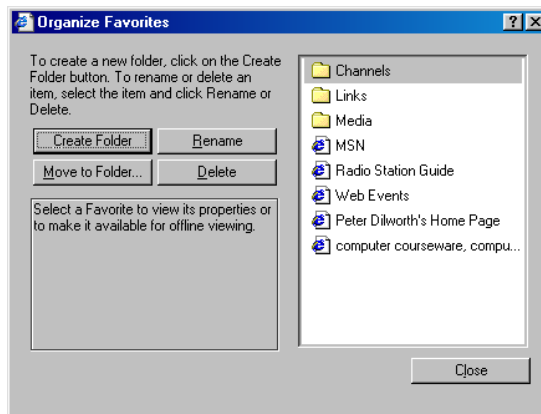 Organize Favorites
To create a new folder, click on the Create
Folder button. To rename or delete an
item, select the item and click Rename or
Delete.
Create Folder
Rename
Move to Folder...
Delete
Select a Favorite to view its properties or
to make it available for offline viewing.
Channels
Links
Media
MSN
Radio Station Guide
Web Events
Peter Dilworth's Home Page
computer courseware, compu...
Close